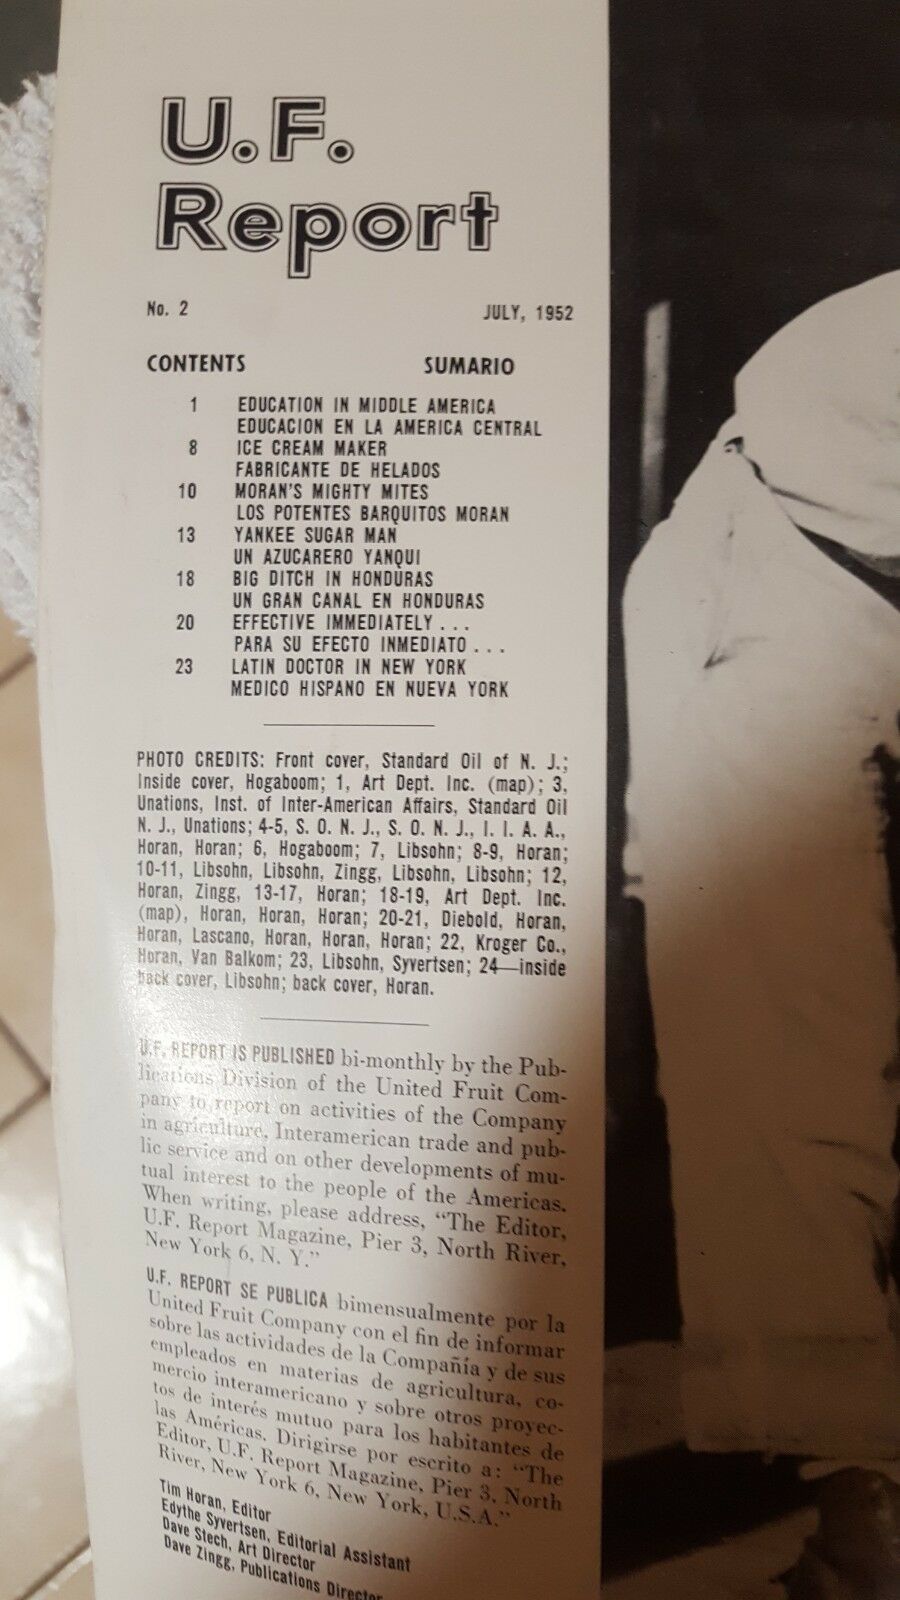 U.F.
Report
No. 2 JULY, 1952
CONTENTS SUMARIO
1 EDUCATION IN MIDDLE AMERICA
EDUCACION EN LA AMERICA CENTRAL
8 ICE CREAM MAKER
FABRICANTE DE HELADOS
10 MORAN'S MIGHTY MITES
LOS POTENTES BARQUITOS MORAN
13 YANKEE SUGAR MAN
UN AZUCARERO YANQUI
18 BIG DITCH IN HONDURAS
UN GRAN CANAL EN HONDURAS
20 EFFECTIVE IMMEDIATELY . . .
PARA SU EFECTO INMEDIATO . . .
23 LATIN DOCTOR IN NEW YORK
MEDICO HISPANO EN NUEVA YORK
PHOTO CREDITS: Front cover, Standard Oil of N. J.;
Inside cover, Hogaboom; 1, Art Dept. Inc. (map); 3,
Unations, Inst. of Inter-American Affairs, Standard Oil
N. J., Unations; 4-5, S. O. N. J., S. O. N. J., I. I. A. A.,
Horan, Horan; 6, Hogaboom; 7, Libsohn; 8-9, Horan;
10-11, Libsohn, Libsohn, Zingg, Libsohn, Libsohn; 12,
Horan, Zingg, 13-17, Horan; 18-19, Art Dept. Inc.
(map), Horan, Horan, Horan; 20-21, Diebold, Horan,
Horan, Lascano, Horan, Horan, Horan; 22, Kroger Co.,
Horan, Van Balkom; 23, Libsohn, Syvertsen; 24—inside
back cover, Libsohn; back cover, Horan.
U.F. REPORT IS PUBLISHED bi-monthly by the Pub-
lications Division of the United Fruit Com-
pany to report on activities of the Company
in agriculture, Interamerican trade and pub-
lic service and on other developments of mu-
tual interest to the people of the Americas.
When writing, please address, "The Editor,
U.F. Report Magazine, Pier 3, North River,
New York 6, N. Y."
U.F. REPORT SE PUBLICA bimensualmente por la
United Fruit Company con el fin de informar
sobre las actividades de la Compañía y de sus
empleados en materias de agricultura, co-
mercio interamericano y sobre otros proyec-
tos de interés mutuo para los habitantes de
las Américas. Dirigirse por escrito a: "The
Editor, U.F. Report Magazine, Pier 3, North
River, New York 6, New York, U.S.A."
Tim Horan, Editor
Edythe Syvertsen, Editorial Assistant
Dave Stech, Art Director
Dave Zingg, Publications Director